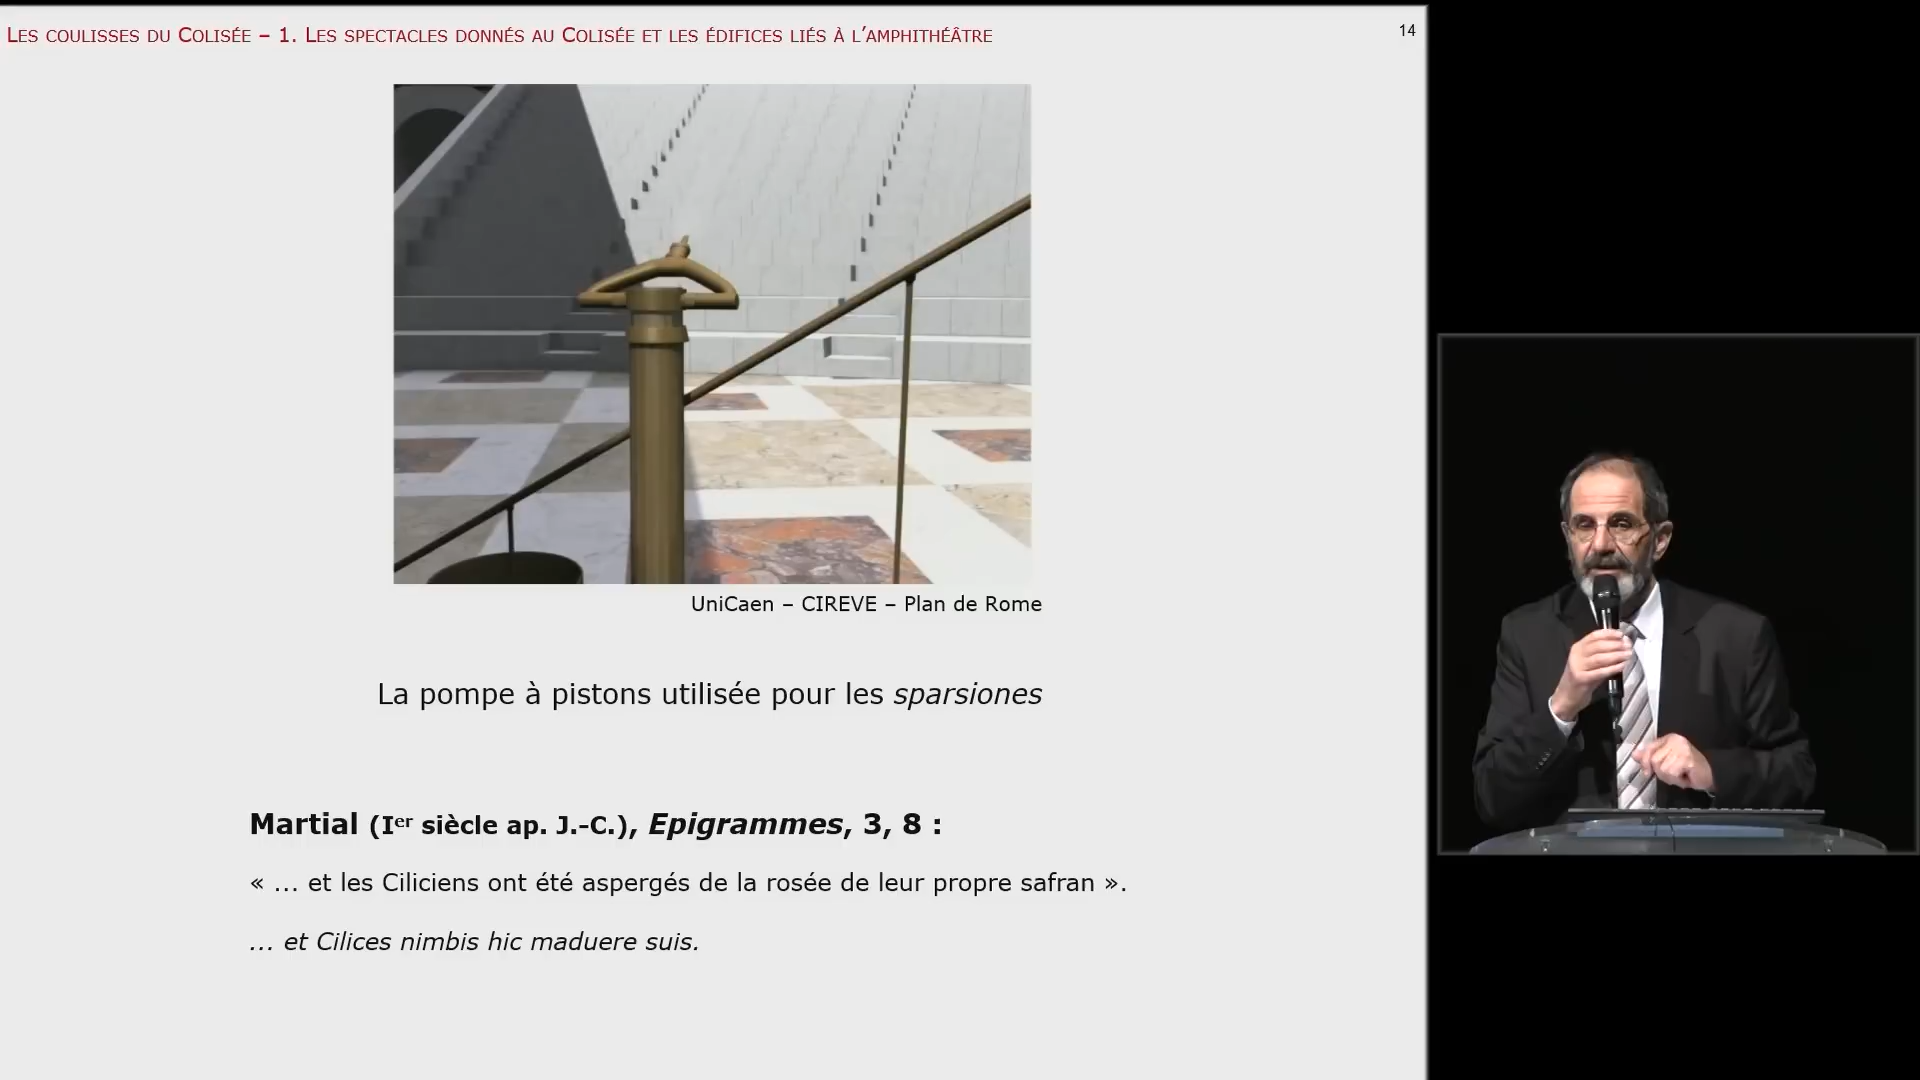 LES COULISSES DU COLISÉE – 1. LES SPECTACLES DONNÉS AU COLISÉE ET LES ÉDIFICES LIÉS À L’AMPHITHÉÂTRE
14
UniCaen – CIREVE – Plan de Rome
La pompe à pistons utilisée pour les sparsiones
Martial (Ier siècle ap. J.-C.), Epigrammes, 3, 8 :
« … et les Ciliciens ont été aspergés de la rosée de leur propre safran ».
… et Cilices nimbis hic maduere suis.